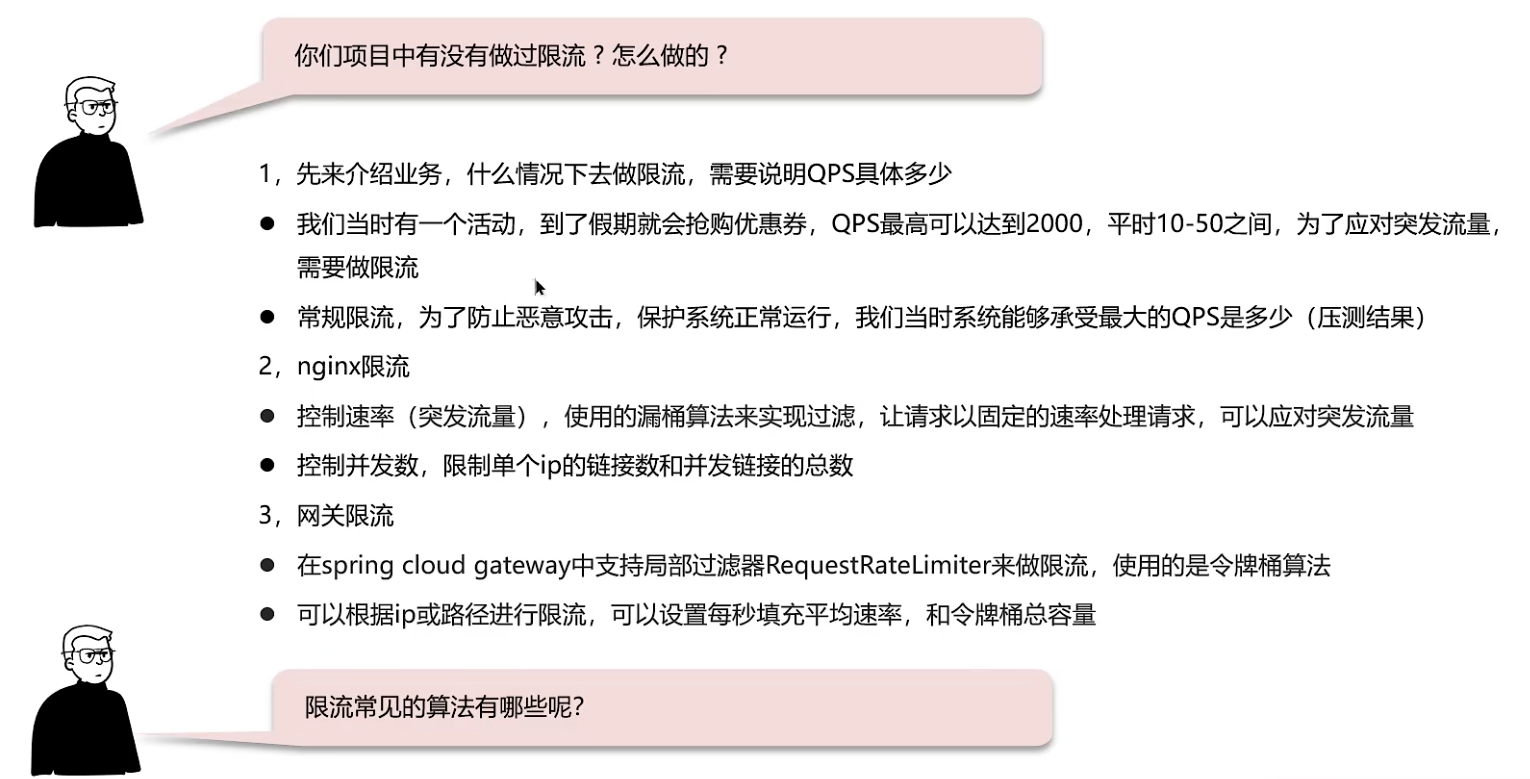 你们项目中有没有做过限流？怎么做的？
1，先来介绍业务，什么情况下去做限流，需要说明QPS具体多少
● 我们当时有一个活动，到了假期就会抢购优惠券，QPS最高可以达到2000，平时10-50之间，为了应对突发流量，
需要做限流
● 常规限流，为了防止恶意攻击，保护系统正常运行，我们当时系统能够承受最大的QPS是多少（压测结果）
2，nginx限流
● 控制速率（突发流量），使用的漏桶算法来实现过滤，让请求以固定的速率处理请求，可以应对突发流量
● 控制并发数，限制单个ip的链接数和并发链接的总数
3，网关限流
● 在spring cloud gateway中支持局部过滤器RequestRateLimiter来做限流，使用的是令牌桶算法
● 可以根据ip或路径进行限流，可以设置每秒填充平均速率，和令牌桶总容量
限流常见的算法有哪些呢？